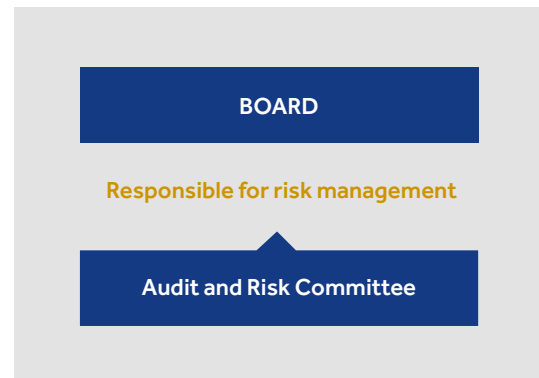 BOARD
Responsible for risk management
Audit and Risk Committee